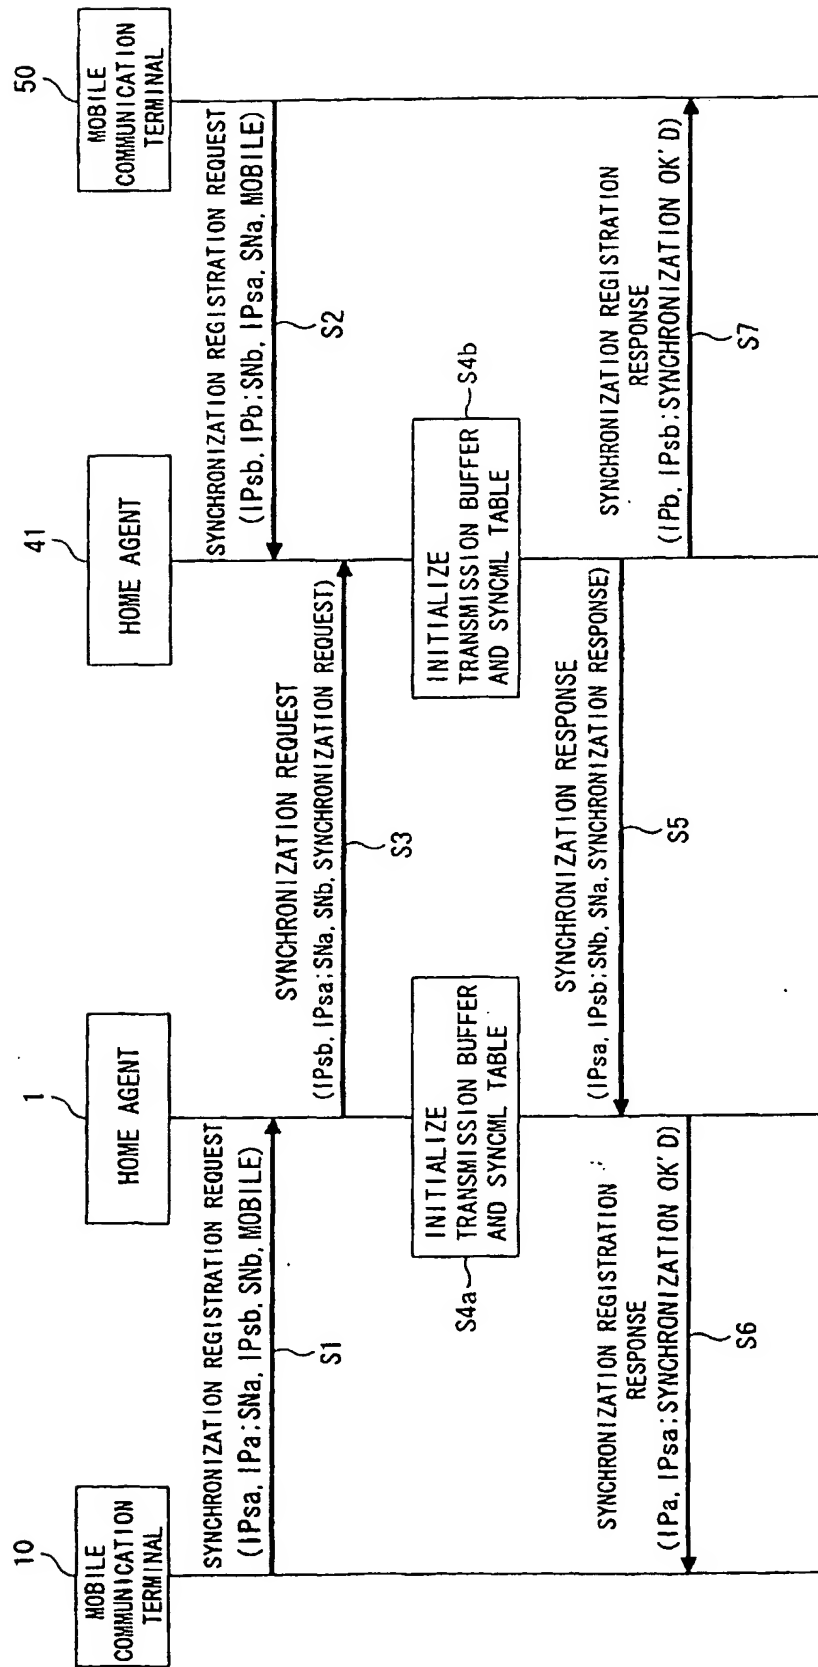 10
MOBILE
COMMUNICATION
TERMINAL
1
HOME AGENT
41
HOME AGENT
50
MOBILE
COMMUNICATION
TERMINAL
SYNCHRONIZATION REGISTRATION REQUEST
(IPsa, IPa:SNa, IPsb, SNb, MOBILE)
S1
SYNCHRONIZATION REGISTRATION REQUEST
(IPsb, IPb:SNb, IPsa, SNa, MOBILE)
S2
SYNCHRONIZATION REQUEST
(IPsb, IPsa:SNa, SNb, SYNCHRONIZATION REQUEST)
S3
INITIALIZE
TRANSMISSION BUFFER
AND SYNCML TABLE
S4a
INITIALIZE
TRANSMISSION BUFFER
AND SYNCML TABLE
S4b
SYNCHRONIZATION RESPONSE
(IPsa, IPsb:SNb, SNa, SYNCHRONIZATION RESPONSE)
S5
SYNCHRONIZATION REGISTRATION
RESPONSE
(IPa, IPsa:SYNCHRONIZATION OK'D)
S6
SYNCHRONIZATION REGISTRATION
RESPONSE
(IPb, IPsb:SYNCHRONIZATION OK'D)
S7